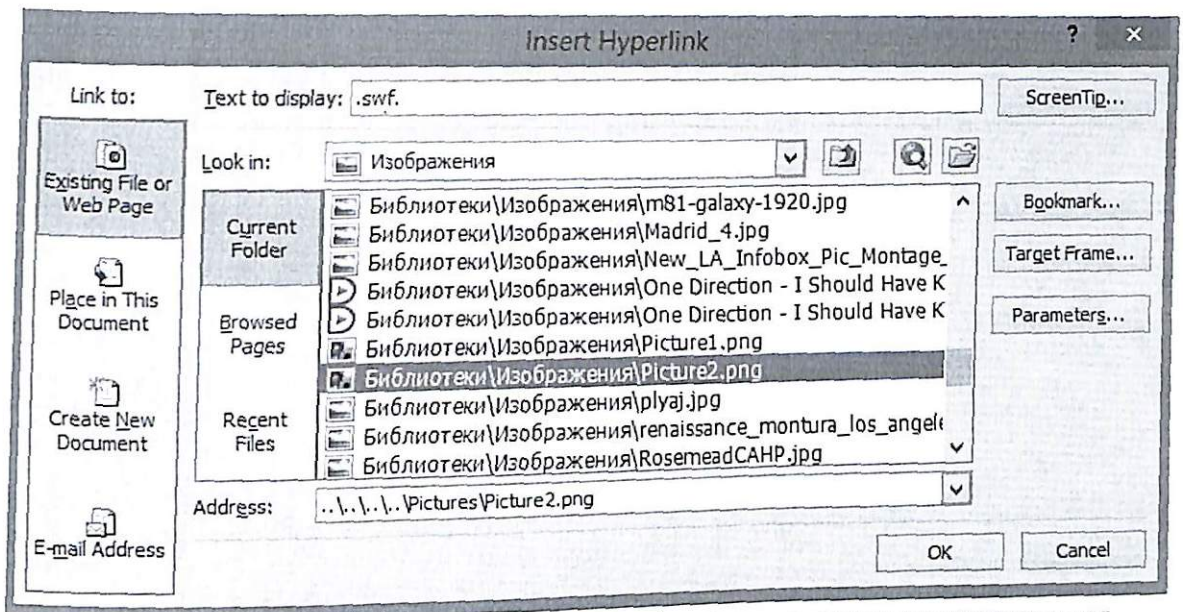 Insert Hyperlink
? ×
Link to:
Text to display: .swf.
ScreenTip...
Existing File or
Web Page
Look in:
Изображения
Current
Folder
Библиотеки\Изображения\m81-galaxy-1920.jpg
Библиотеки\Изображения\Madrid_4.jpg
Библиотеки\Изображения\New_LA_Infobox_Pic_Montage_
Библиотеки\Изображения\One Direction - I Should Have K
Библиотеки\Изображения\One Direction - I Should Have K
Библиотеки\Изображения\Picture1.png
Библиотеки\Изображения\Picture2.png
Библиотеки\Изображения\plyaj.jpg
Библиотеки\Изображения\renaissance_montura_los_angele
Библиотеки\Изображения\RosemeadCAHP.jpg
Bookmark...
Target Frame...
Parameters...
Place in This
Document
Browsed
Pages
Create New
Document
Recent
Files
Address: ..\..\..\..\Pictures\Picture2.png
E-mail Address
OK
Cancel